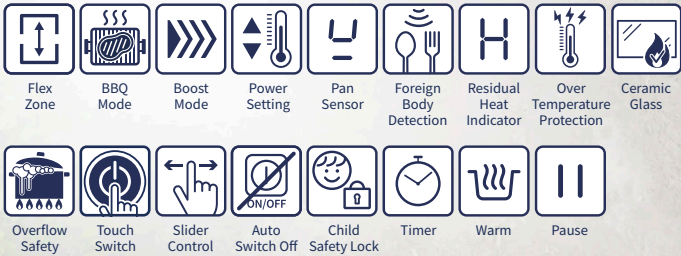 Flex
Zone
BBQ
Mode
Boost
Mode
Power
Setting
Pan
Sensor
Foreign
Body
Detection
H
Residual
Heat
Indicator
Over
Temperature
Protection
Ceramic
Glass
Overflow
Safety
Touch
Switch
Slider
Control
ON/OFF
Auto
Switch Off
Child
Safety Lock
Timer
Warm
Pause